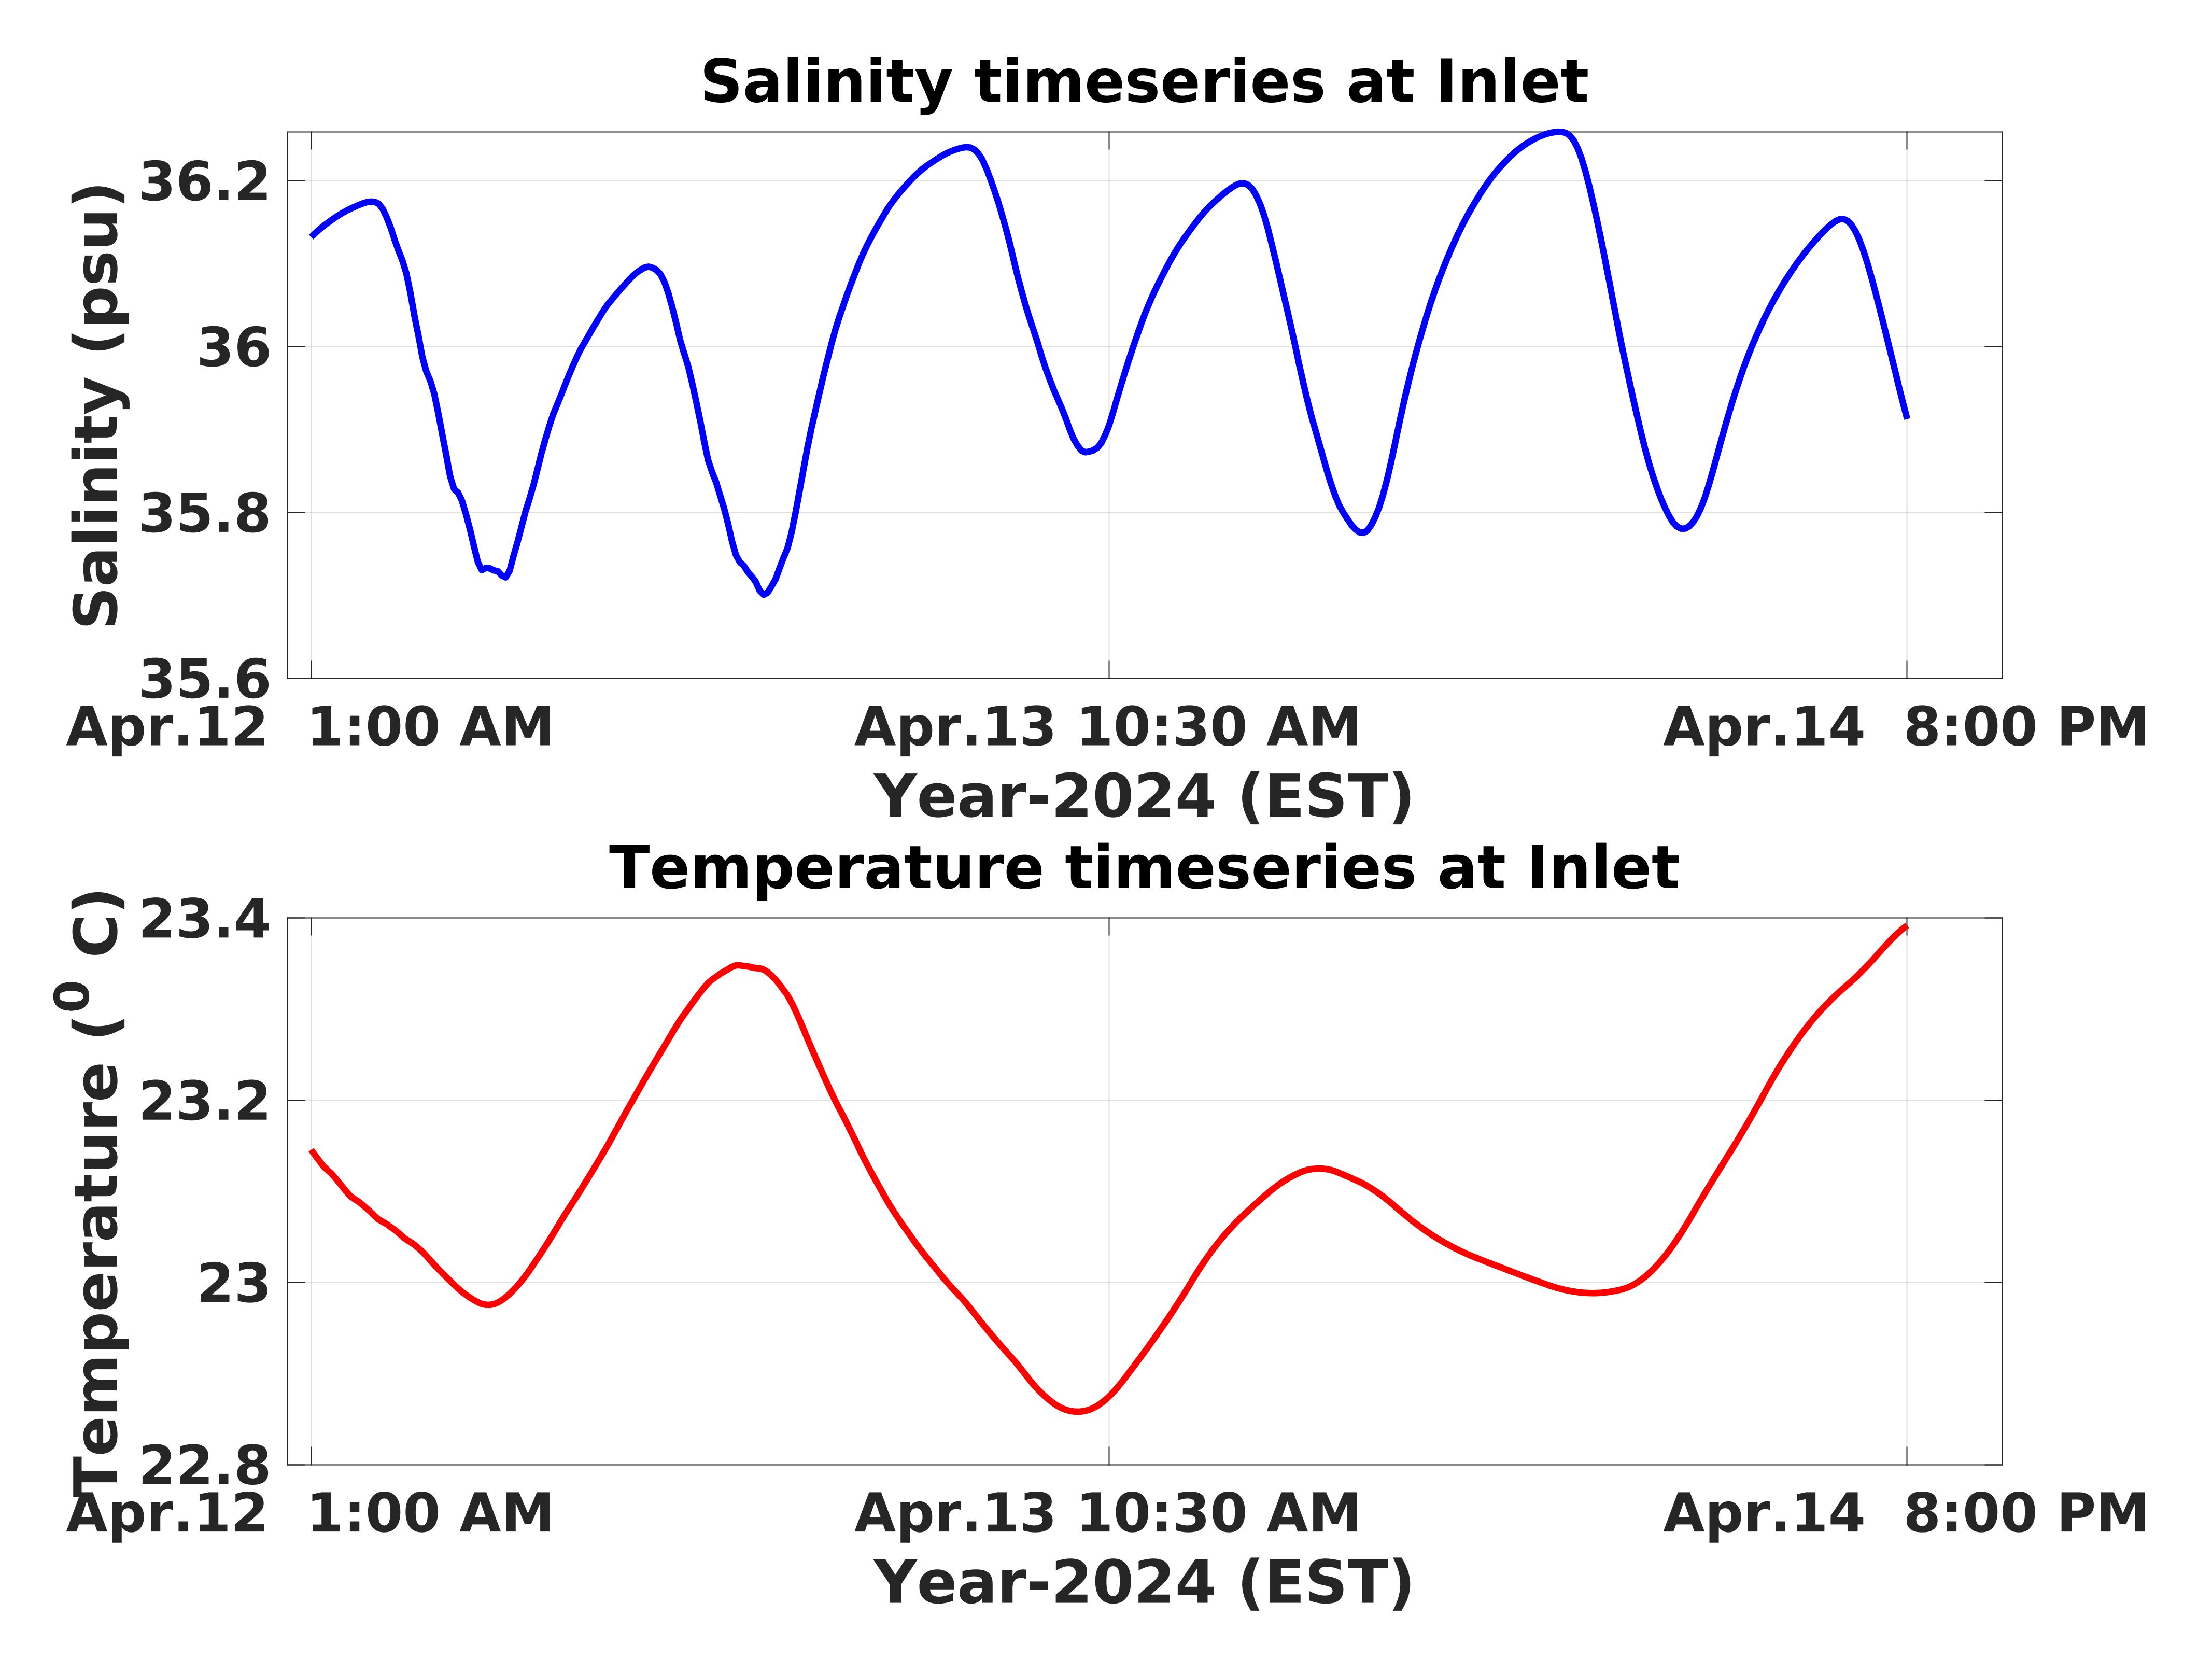 Salinity timeseries at Inlet
Salinity (psu)
36.2
36
35.8
35.6
Apr.12 1:00 AM
Apr.13 10:30 AM
Apr.14 8:00 PM
Year-2024 (EST)
Temperature timeseries at Inlet
Temperature (⁰ C)
23.4
23.2
23
22.8
Apr.12 1:00 AM
Apr.13 10:30 AM
Apr.14 8:00 PM
Year-2024 (EST)